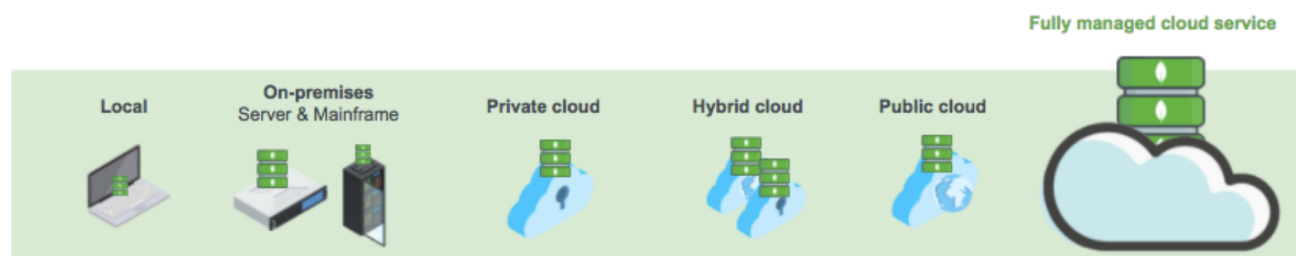 Fully managed cloud service
Local
On-premises
Server & Mainframe
Private cloud
Hybrid cloud
Public cloud